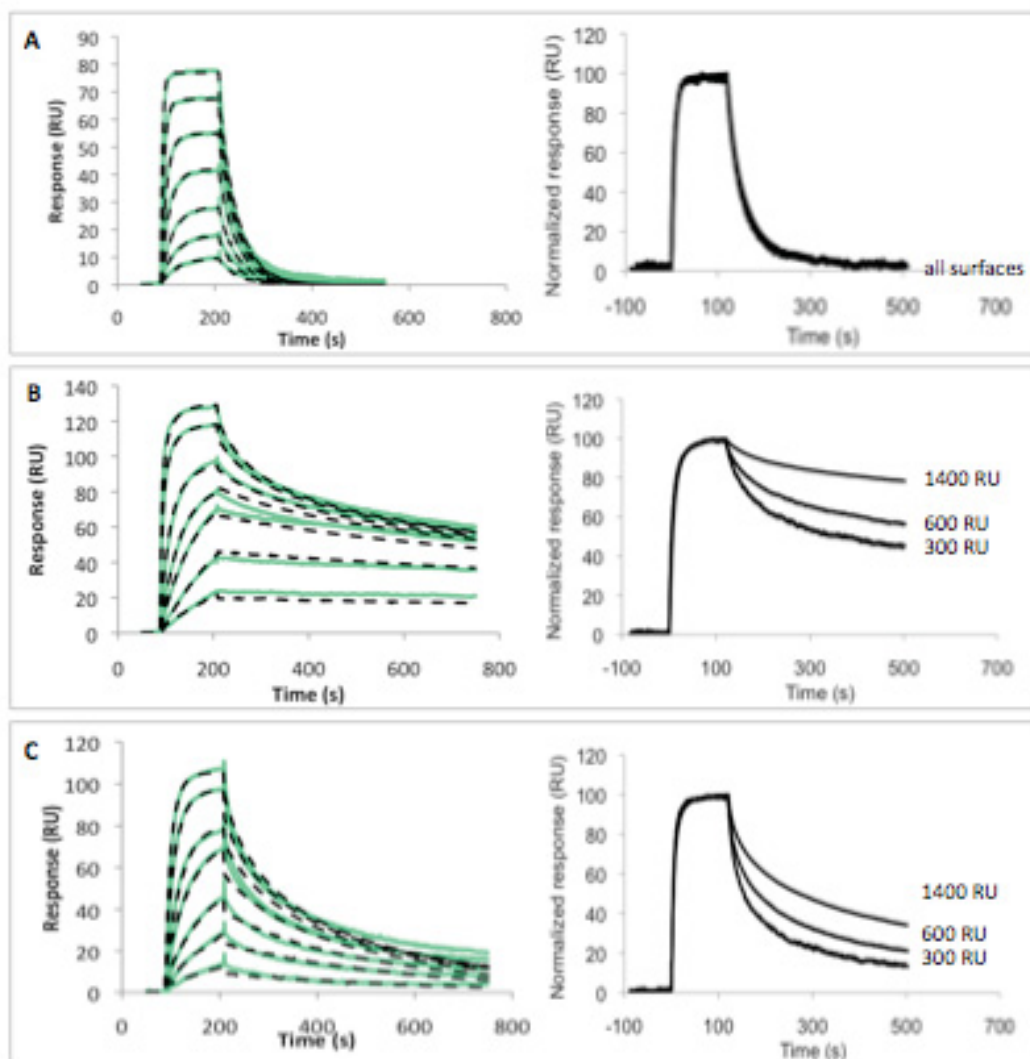 A
Response (RU)
90
80
70
60
50
40
30
20
10
0
0 200 400 600 800
Time (s)
Normalized response (RU)
120
100
80
60
40
20
0
all surfaces
-100 100 300 500 700
Time (s)
B
Response (RU)
140
120
100
80
60
40
20
0
0 200 400 600 800
Time (s)
Normalized response (RU)
120
100
80
60
40
20
0
1400 RU
600 RU
300 RU
-100 100 300 500 700
Time (s)
C
Response (RU)
120
100
80
60
40
20
0
0 200 400 600 800
Time (s)
Normalized response (RU)
120
100
80
60
40
20
0
1400 RU
600 RU
300 RU
-100 100 300 500 700
Time (s)